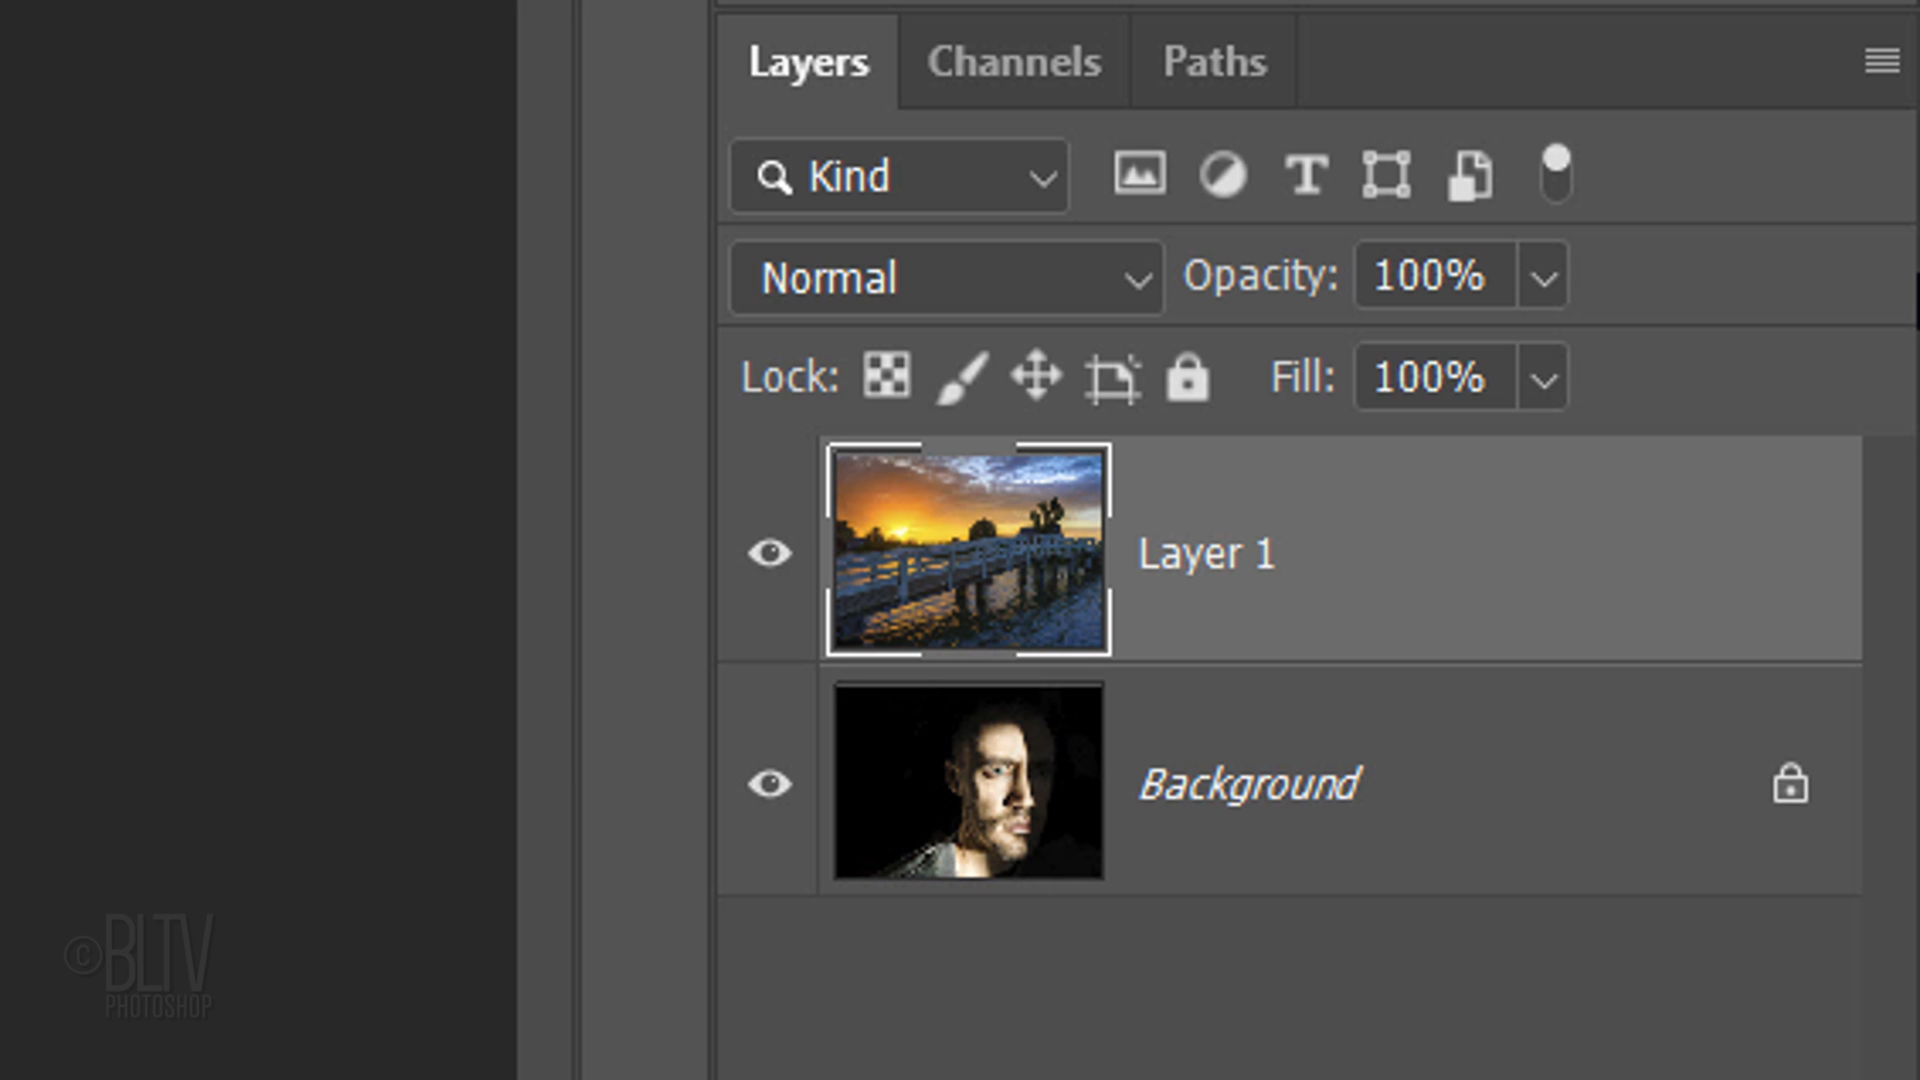 Layers Channels Paths
Kind
Normal Opacity: 100%
Lock: Fill: 100%
Layer 1
Background
©BLTV
PHOTOSHOP